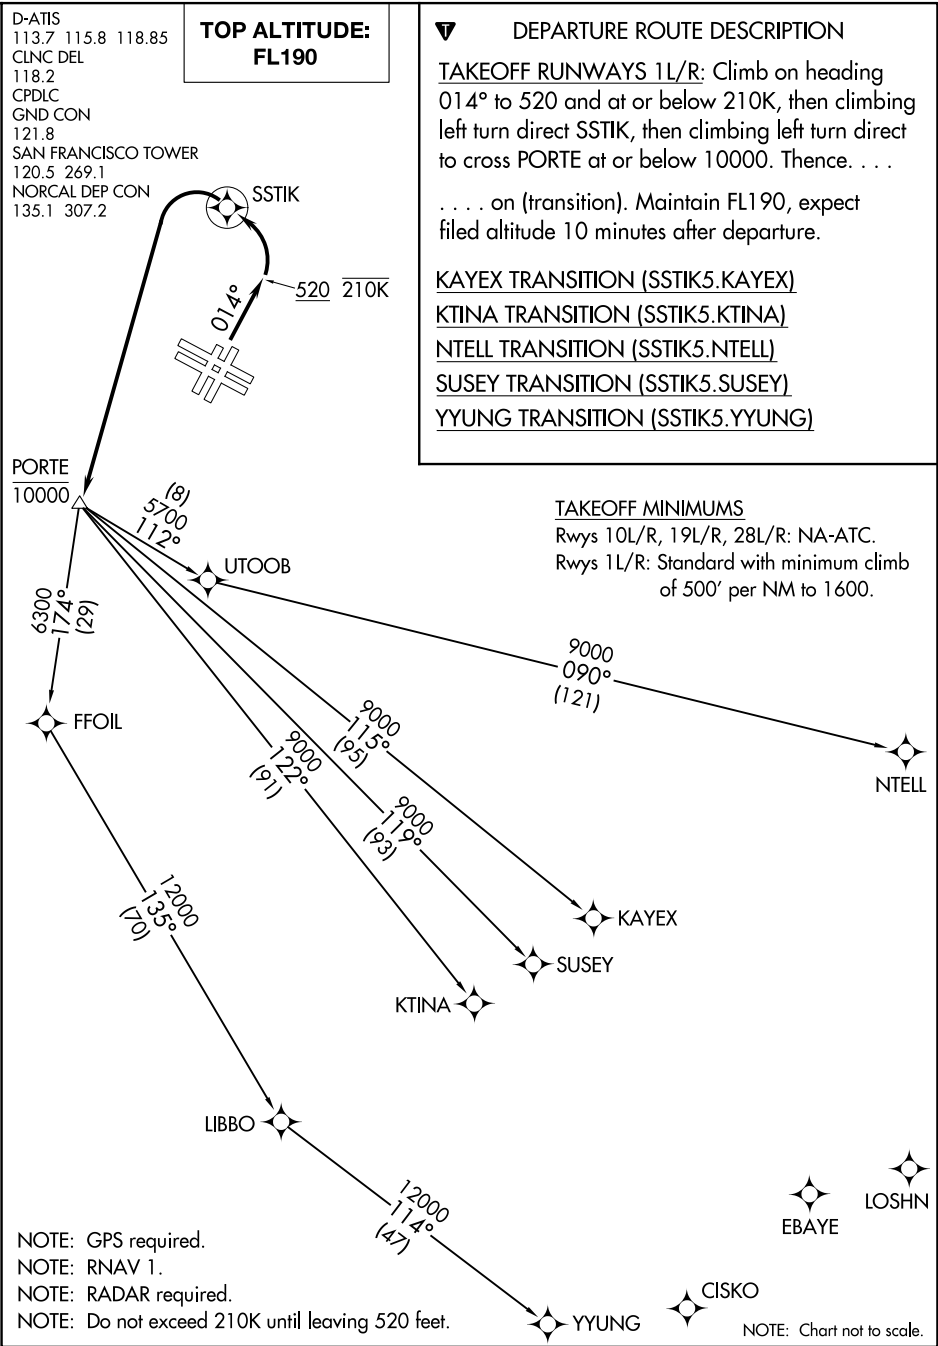 D-ATIS
113.7 115.8 118.85
CLNC DEL
118.2
CPDLC
GND CON
121.8
SAN FRANCISCO TOWER
120.5 269.1
NORCAL DEP CON
135.1 307.2
TOP ALTITUDE:
FL190
T DEPARTURE ROUTE DESCRIPTION
TAKEOFF RUNWAYS 1L/R: Climb on heading
014° to 520 and at or below 210K, then climbing
left turn direct SSTIK, then climbing left turn direct
to cross PORTE at or below 10000. Thence. . . .
. . . . on (transition). Maintain FL190, expect
filed altitude 10 minutes after departure.
KAYEX TRANSITION (SSTIK5.KAYEX)
KTINA TRANSITION (SSTIK5.KTINA)
NTELL TRANSITION (SSTIK5.NTELL)
SUSEY TRANSITION (SSTIK5.SUSEY)
YYUNG TRANSITION (SSTIK5.YYUNG)
SSTIK
520 210K
014°
PORTE
10000
(8)
5700
112°
TAKEOFF MINIMUMS
Rwys 10L/R, 19L/R, 28L/R: NA-ATC.
Rwys 1L/R: Standard with minimum climb
of 500' per NM to 1600.
UTOOB
6300
174°
(29)
9000
090°
(121)
FFOIL
9000
115°
(95)
9000
122°
(91)
NTELL
9000
119°
(93)
12000
135°
(70)
KAYEX
SUSEY
KTINA
LIBBO
12000
114°
(47)
LOSHN
EBAYE
CISKO
YYUNG
NOTE: GPS required.
NOTE: RNAV 1.
NOTE: RADAR required.
NOTE: Do not exceed 210K until leaving 520 feet.
NOTE: Chart not to scale.